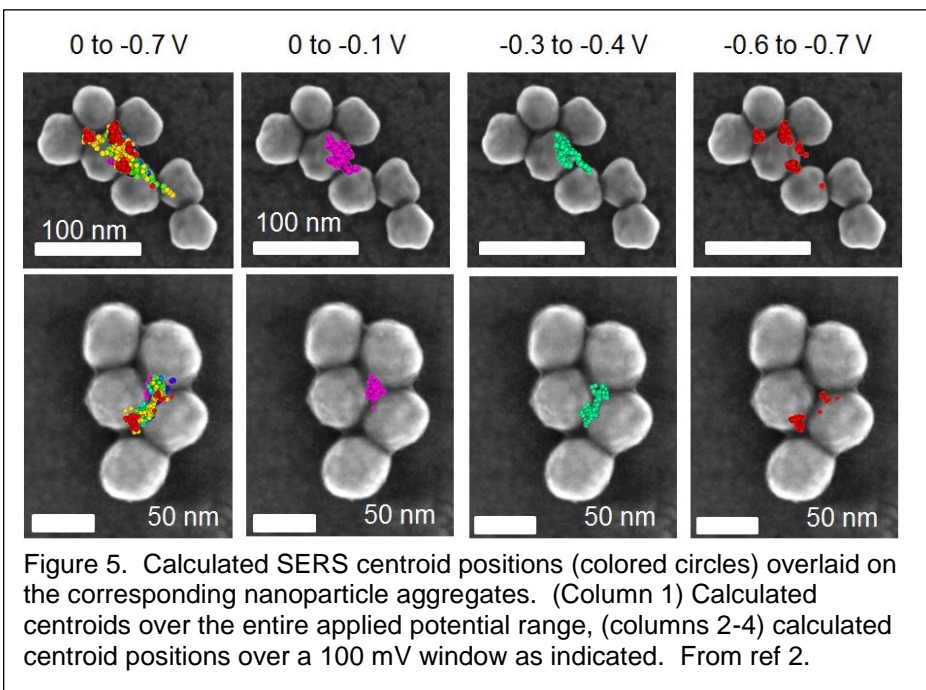 0 to -0.7 V
0 to -0.1 V
-0.3 to -0.4 V
-0.6 to -0.7 V
100 nm
100 nm
50 nm
50 nm
50 nm
50 nm
Figure 5. Calculated SERS centroid positions (colored circles) overlaid on
the corresponding nanoparticle aggregates. (Column 1) Calculated
centroids over the entire applied potential range, (columns 2-4) calculated
centroid positions over a 100 mV window as indicated. From ref 2.